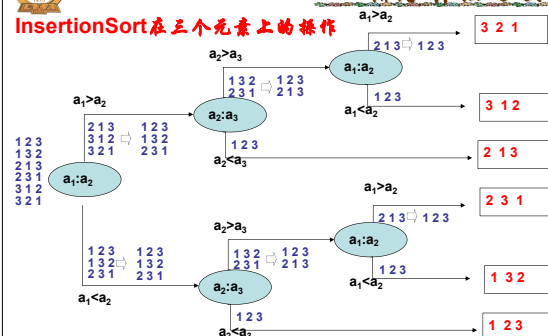 InsertionSort在三个元素上的操作
a₁>a₂
3 2 1
2 1 3 ⇨ 1 2 3
a₂>a₃
a₁:a₂
1 3 2 ⇨ 1 2 3
2 3 1 2 1 3
a₁<a₂
a₁>a₂
3 1 2
a₂:a₃
2 1 3 1 2 3
3 1 2 ⇨ 1 3 2
3 2 1 2 3 1
1 2 3
a₂<a₃
2 1 3
1 2 3
1 3 2
2 1 3
2 3 1
3 1 2
3 2 1
a₁:a₂
a₁>a₂
2 3 1
2 1 3 ⇨ 1 2 3
a₂>a₃
a₁:a₂
1 3 2 ⇨ 1 2 3
2 3 1 2 1 3
1 2 3
a₁<a₂
1 3 2
1 2 3 1 2 3
1 3 2 ⇨ 1 3 2
2 3 1 2 3 1
a₁<a₂
a₂:a₃
1 2 3
a₂<a₃
1 2 3